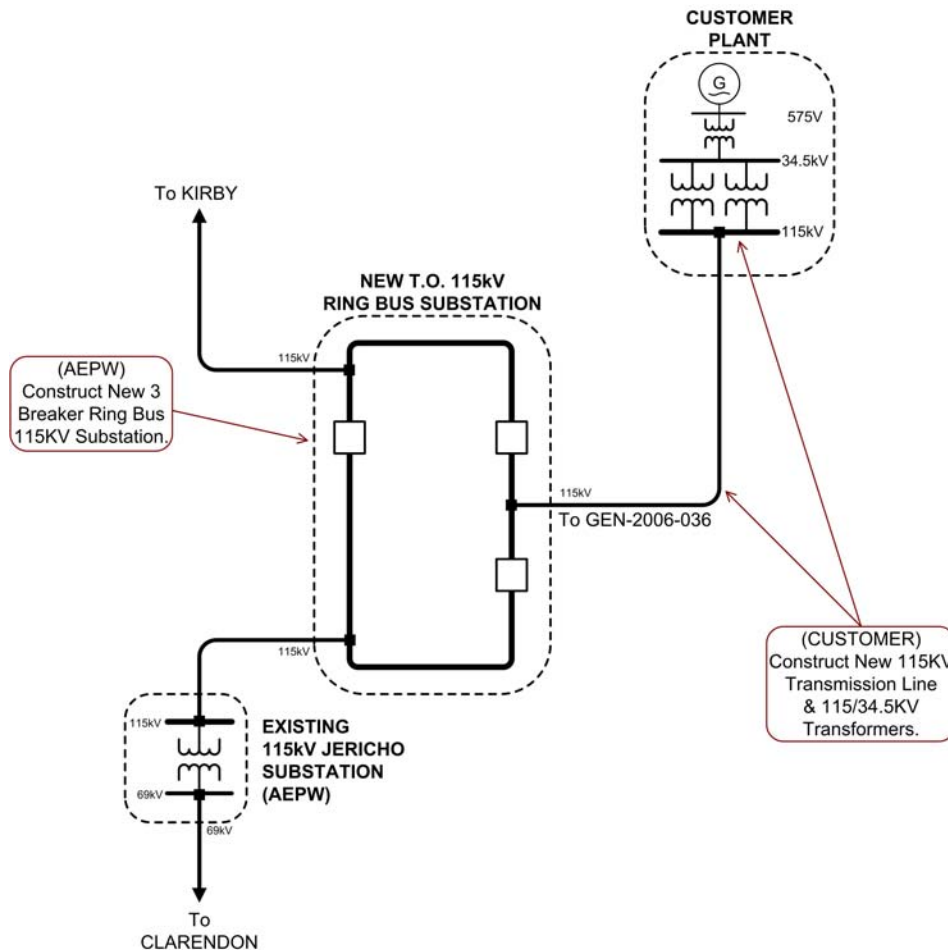 CUSTOMER
PLANT
G
575V
34.5kV
115kV
To KIRBY
NEW T.O. 115kV
RING BUS SUBSTATION
115kV
(AEPW)
Construct New 3
Breaker Ring Bus
115KV Substation.
115kV
To GEN-2006-036
115kV
(CUSTOMER)
Construct New 115KV
Transmission Line
& 115/34.5KV
Transformers.
115kV
EXISTING
115kV JERICHO
SUBSTATION
(AEPW)
69kV
69kV
To
CLARENDON